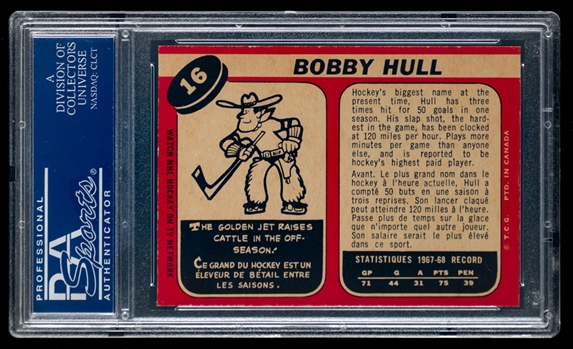 A
DIVISION OF
COLLECTORS
UNIVERSE
NASDAQ: CLCT
PROFESSIONAL
PSA
Sports
AUTHENTICATOR
16
BOBBY HULL
WATCH NHL HOCKEY ON TV NETWORK
THE GOLDEN JET RAISES
CATTLE IN THE OFF-
SEASON.
CE GRAND DU HOCKEY EST UN
ÉLEVEUR DE BÉTAIL ENTRE
LES SAISONS.
Hockey's biggest name at the
present time, Hull has three
times hit for 50 goals in one
season. His slap shot, the hard-
est in the game, has been clocked
at 120 miles per hour. Plays more
minutes per game than anyone
else, and is reported to be
hockey's highest paid player.
Avant. Le plus grand nom dans le
hockey à l'heure actuelle, Hull a
compté 50 buts en une saison à
trois reprises. Son lancer claqué
peut atteindre 120 milles à l'heure.
Passe plus de temps sur la glace
que n'importe quel autre joueur.
Son salaire serait le plus élevé
dans ce sport.
STATISTIQUES 1967-68 RECORD
GP G A PTS PEN
71 44 31 75 39
© T.C.G. PTD. IN CANADA